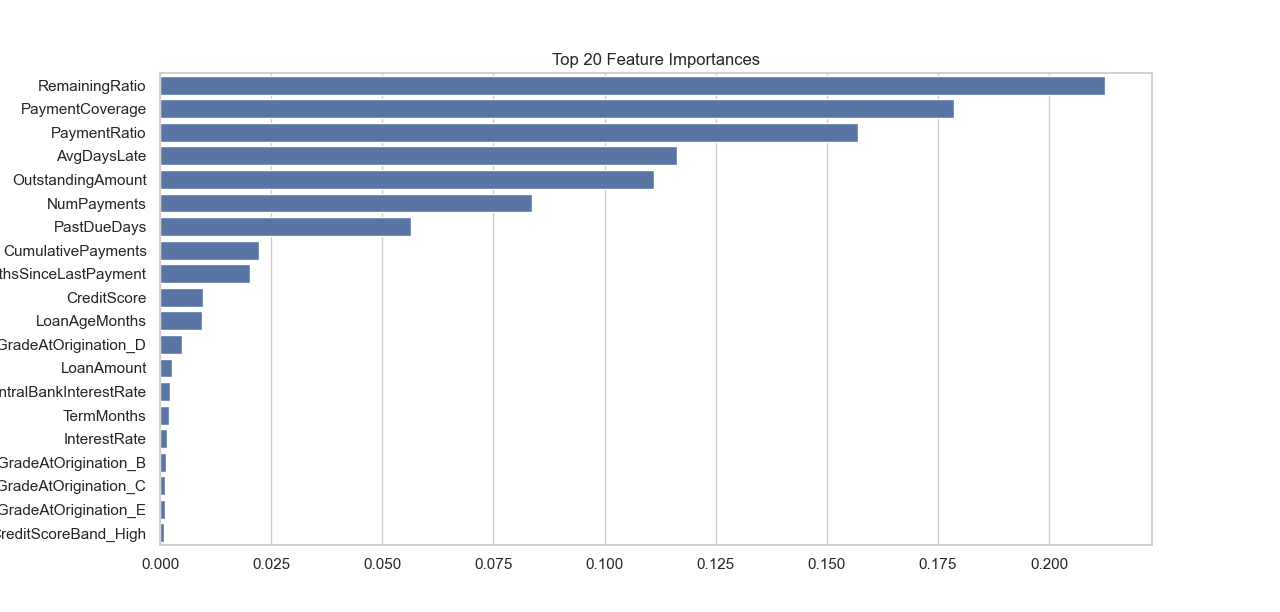 Top 20 Feature Importances
RemainingRatio
PaymentCoverage
PaymentRatio
AvgDaysLate
OutstandingAmount
NumPayments
PastDueDays
CumulativePayments
thsSinceLastPayment
CreditScore
LoanAgeMonths
GradeAtOrigination_D
LoanAmount
ntralBankInterestRate
TermMonths
InterestRate
GradeAtOrigination_B
GradeAtOrigination_C
GradeAtOrigination_E
CreditScoreBand_High
0.000 0.025 0.050 0.075 0.100 0.125 0.150 0.175 0.200